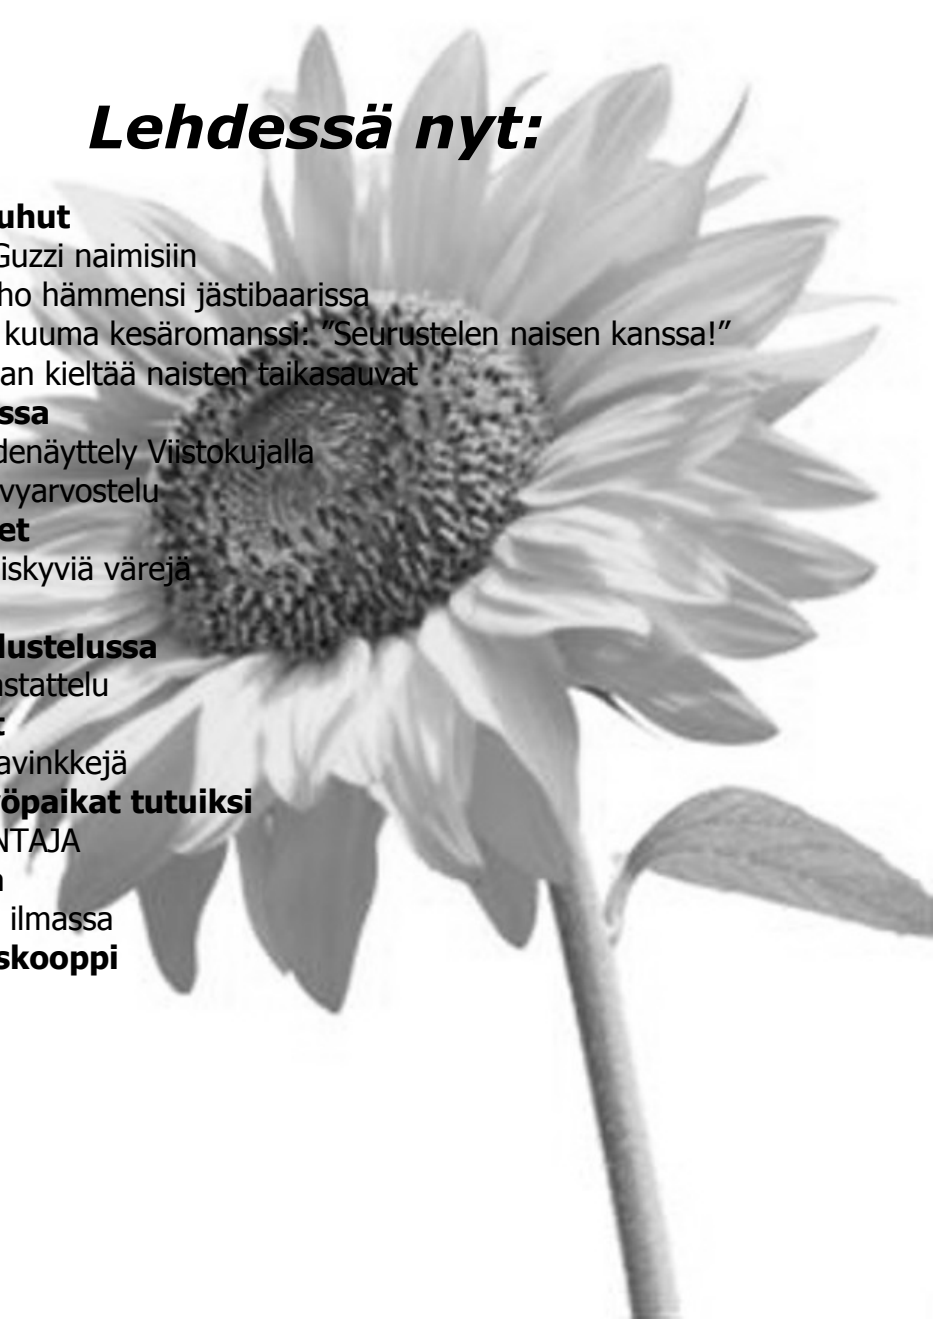 Lehdessä nyt:
uhut
Guzzi naimisiin
ho hämmensi jästibaarissa
kuuma kesäromanssi: ”Seurustelen naisen kanssa!”
an kieltää naisten taikasauvat
ssa
denäyttely Viistokujalla
vyarvostelu
et
iskyviä värejä
lustelussa
astattelu
t
avinkkejä
öpaikat tutuiksi
NTAJA
a
ilmassa
skooppi